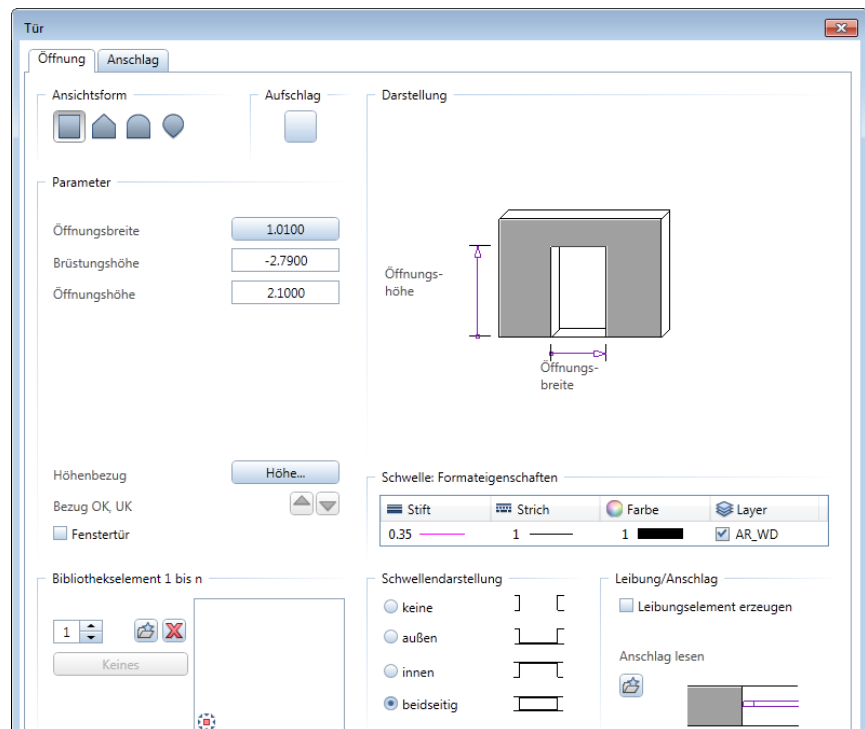 Tür
Öffnung Anschlag
Ansichtsform Aufschlag Darstellung
Parameter
Öffnungsbreite 1.0100
Brüstungshöhe -2.7900
Öffnungshöhe 2.1000
Öffnungs-
höhe
Öffnungs-
breite
Höhenbezug Höhe...
Bezug OK, UK
Fenstertür
Schwelle: Formateigenschaften
Stift Strich Farbe Layer
0.35 1 1 AR_WD
Bibliothekselement 1 bis n
1
Keines
Schwellendarstellung
keine
außen
innen
beidseitig
Leibung/Anschlag
Leibungselement erzeugen
Anschlag lesen